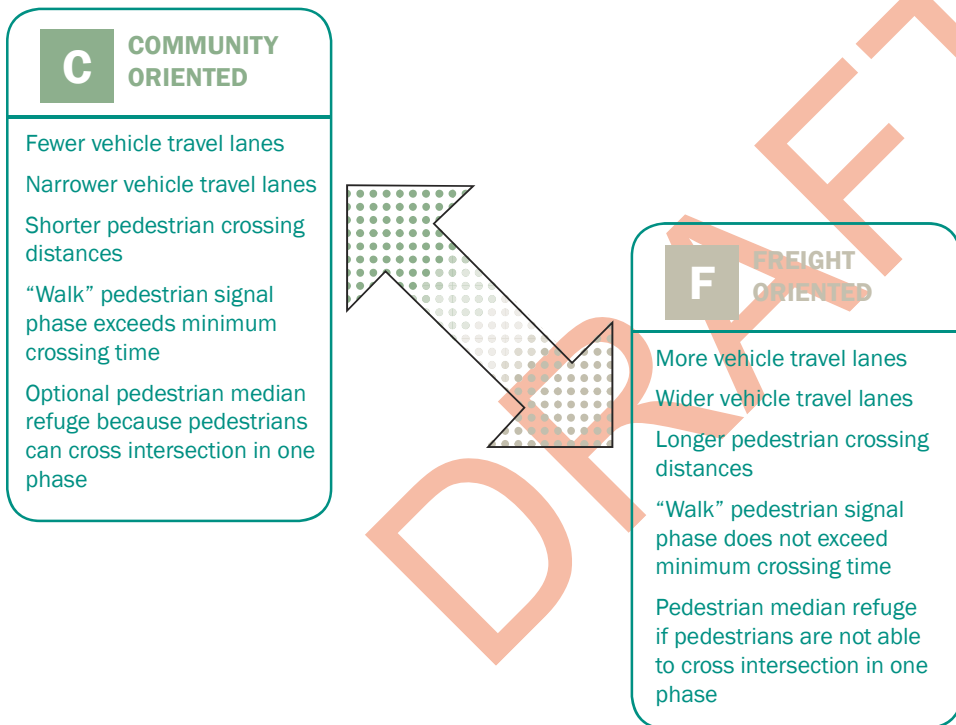 C
COMMUNITY
ORIENTED
Fewer vehicle travel lanes
Narrower vehicle travel lanes
Shorter pedestrian crossing
distances
“Walk” pedestrian signal
phase exceeds minimum
crossing time
Optional pedestrian median
refuge because pedestrians
can cross intersection in one
phase
F
FREIGHT
ORIENTED
More vehicle travel lanes
Wider vehicle travel lanes
Longer pedestrian crossing
distances
“Walk” pedestrian signal
phase does not exceed
minimum crossing time
Pedestrian median refuge
if pedestrians are not able
to cross intersection in one
phase
DRAFT